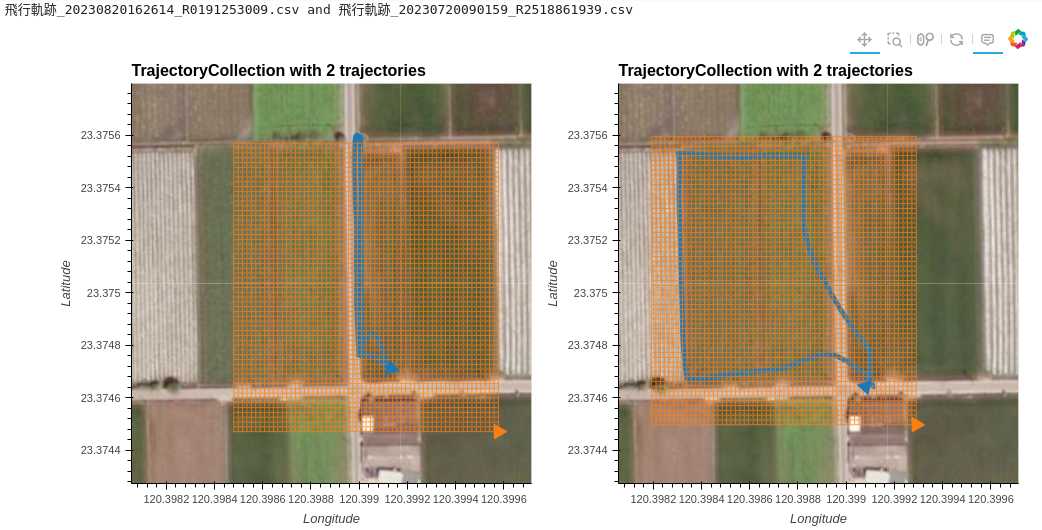 飛行軌跡_20230820162614_R0191253009.csv and 飛行軌跡_20230720090159_R2518861939.csv
TrajectoryCollection with 2 trajectories
23.3756
23.3754
23.3752
23.375
23.3748
23.3746
23.3744
Latitude
120.3982 120.3984 120.3986 120.3988 120.399 120.3992 120.3994 120.3996
Longitude
TrajectoryCollection with 2 trajectories
23.3756
23.3754
23.3752
23.375
23.3748
23.3746
23.3744
Latitude
120.3982 120.3984 120.3986 120.3988 120.399 120.3992 120.3994 120.3996
Longitude